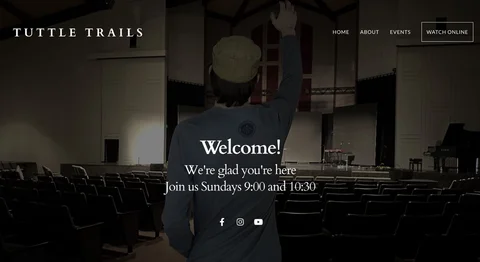 TUTTLE TRAILS
HOME ABOUT EVENTS WATCH ONLINE
Welcome!
We're glad you're here
Join us Sundays 9:00 and 10:30